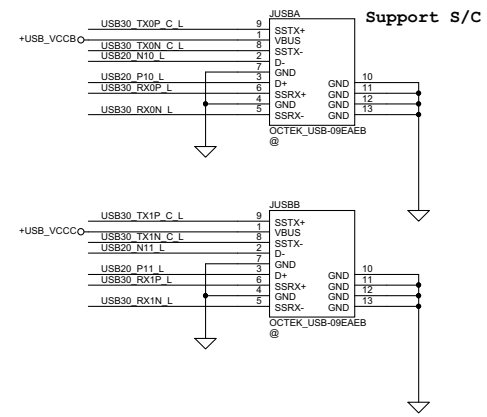 Support S/C
JUSBA
USB30_TX0P_C_L 9 SSTX+
+USB_VCCB 1 VBUS
USB30_TX0N_C_L 8 SSTX-
USB20_N10_L 2 D-
7 GND
USB20_P10_L 3 D+ GND 10
USB30_RX0P_L 6 SSRX+ GND 11
4 GND GND 12
USB30_RX0N_L 5 SSRX- GND 13
OCTEK_USB-09EAEB
@
JUSBB
USB30_TX1P_C_L 9 SSTX+
+USB_VCCC 1 VBUS
USB30_TX1N_C_L 8 SSTX-
USB20_N11_L 2 D-
7 GND
USB20_P11_L 3 D+ GND 10
USB30_RX1P_L 6 SSRX+ GND 11
4 GND GND 12
USB30_RX1N_L 5 SSRX- GND 13
OCTEK_USB-09EAEB
@